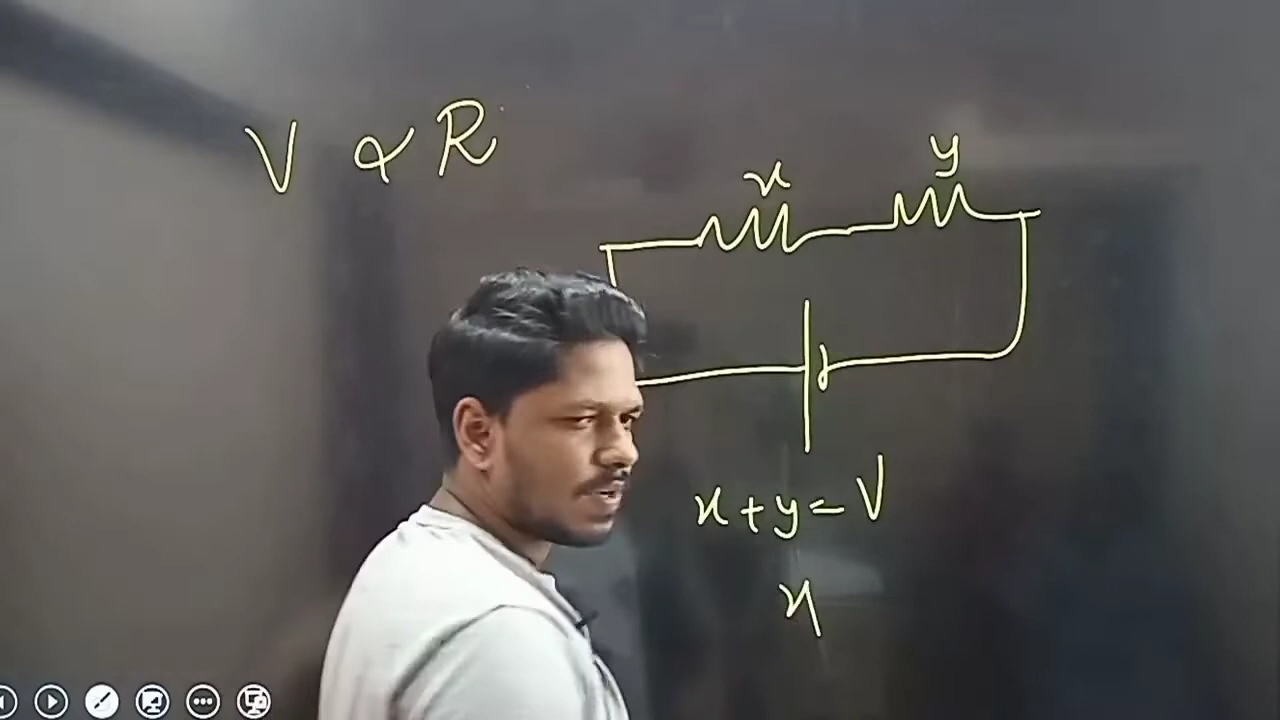 V ∝ R
x
y
x + y = V
x